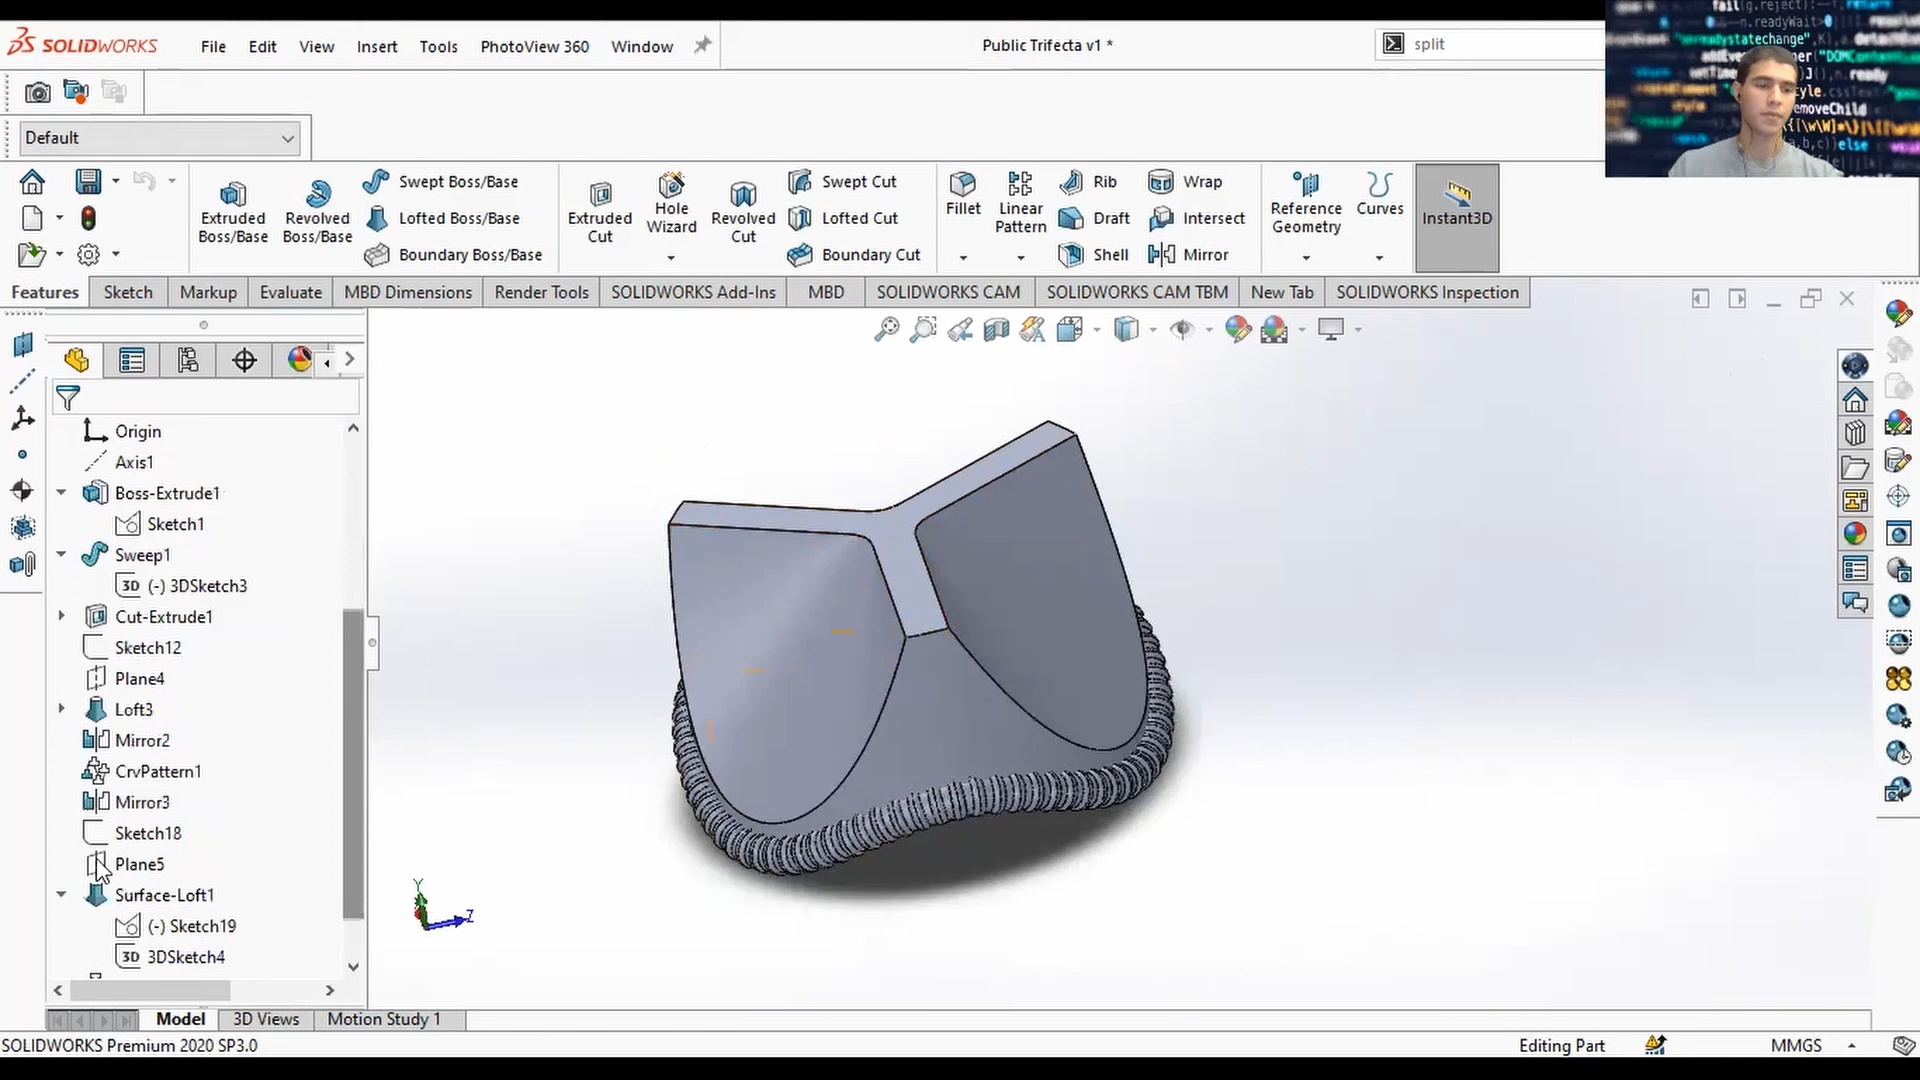 SOLIDWORKS
File Edit View Insert Tools PhotoView 360 Window
Public Trifecta v1 *
split
Default
Extruded Boss/Base
Revolved Boss/Base
Swept Boss/Base
Lofted Boss/Base
Boundary Boss/Base
Extruded Cut
Hole Wizard
Revolved Cut
Swept Cut
Lofted Cut
Boundary Cut
Fillet
Linear Pattern
Rib
Draft
Shell
Wrap
Intersect
Mirror
Reference Geometry
Curves
Instant3D
Features Sketch Markup Evaluate MBD Dimensions Render Tools SOLIDWORKS Add-Ins MBD SOLIDWORKS CAM SOLIDWORKS CAM TBM New Tab SOLIDWORKS Inspection
Origin
Axis1
Boss-Extrude1
Sketch1
Sweep1
3D (-) 3DSketch3
Cut-Extrude1
Sketch12
Plane4
Loft3
Mirror2
CrvPattern1
Mirror3
Sketch18
Plane5
Surface-Loft1
(-) Sketch19
3D 3DSketch4
Y
Z
Model 3D Views Motion Study 1
SOLIDWORKS Premium 2020 SP3.0
Editing Part
MMGS